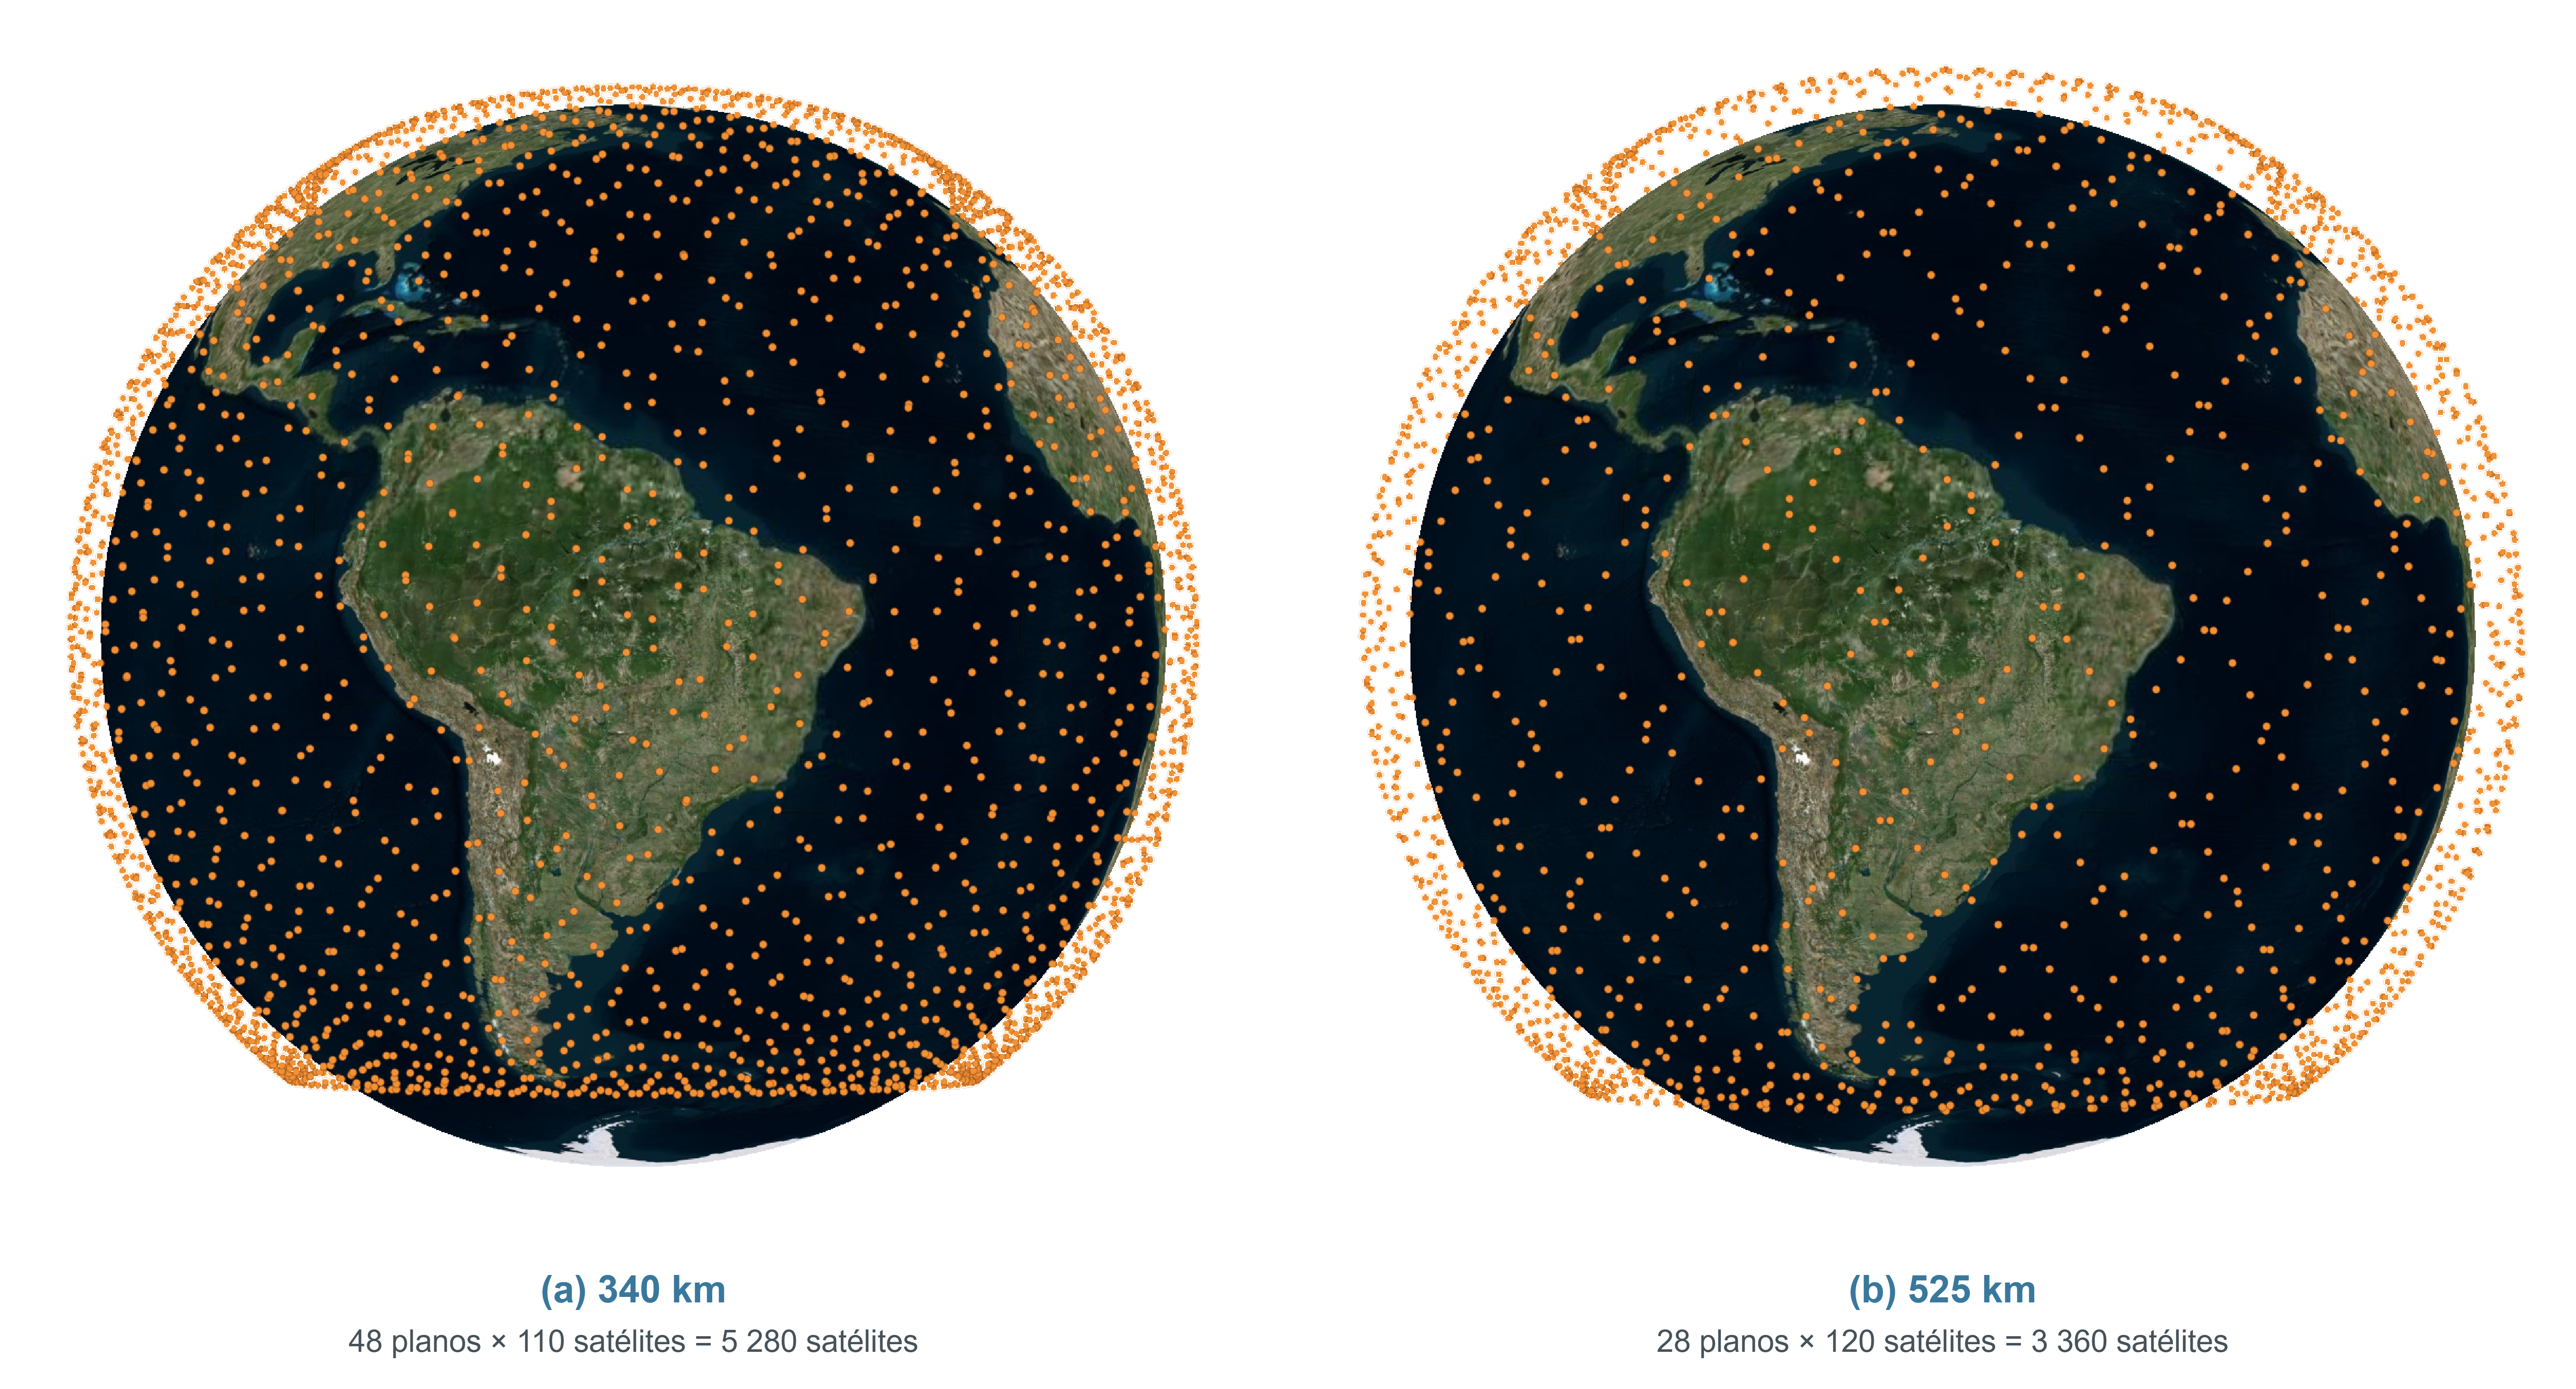 (a) 340 km
48 planos × 110 satélites = 5 280 satélites
(b) 525 km
28 planos × 120 satélites = 3 360 satélites